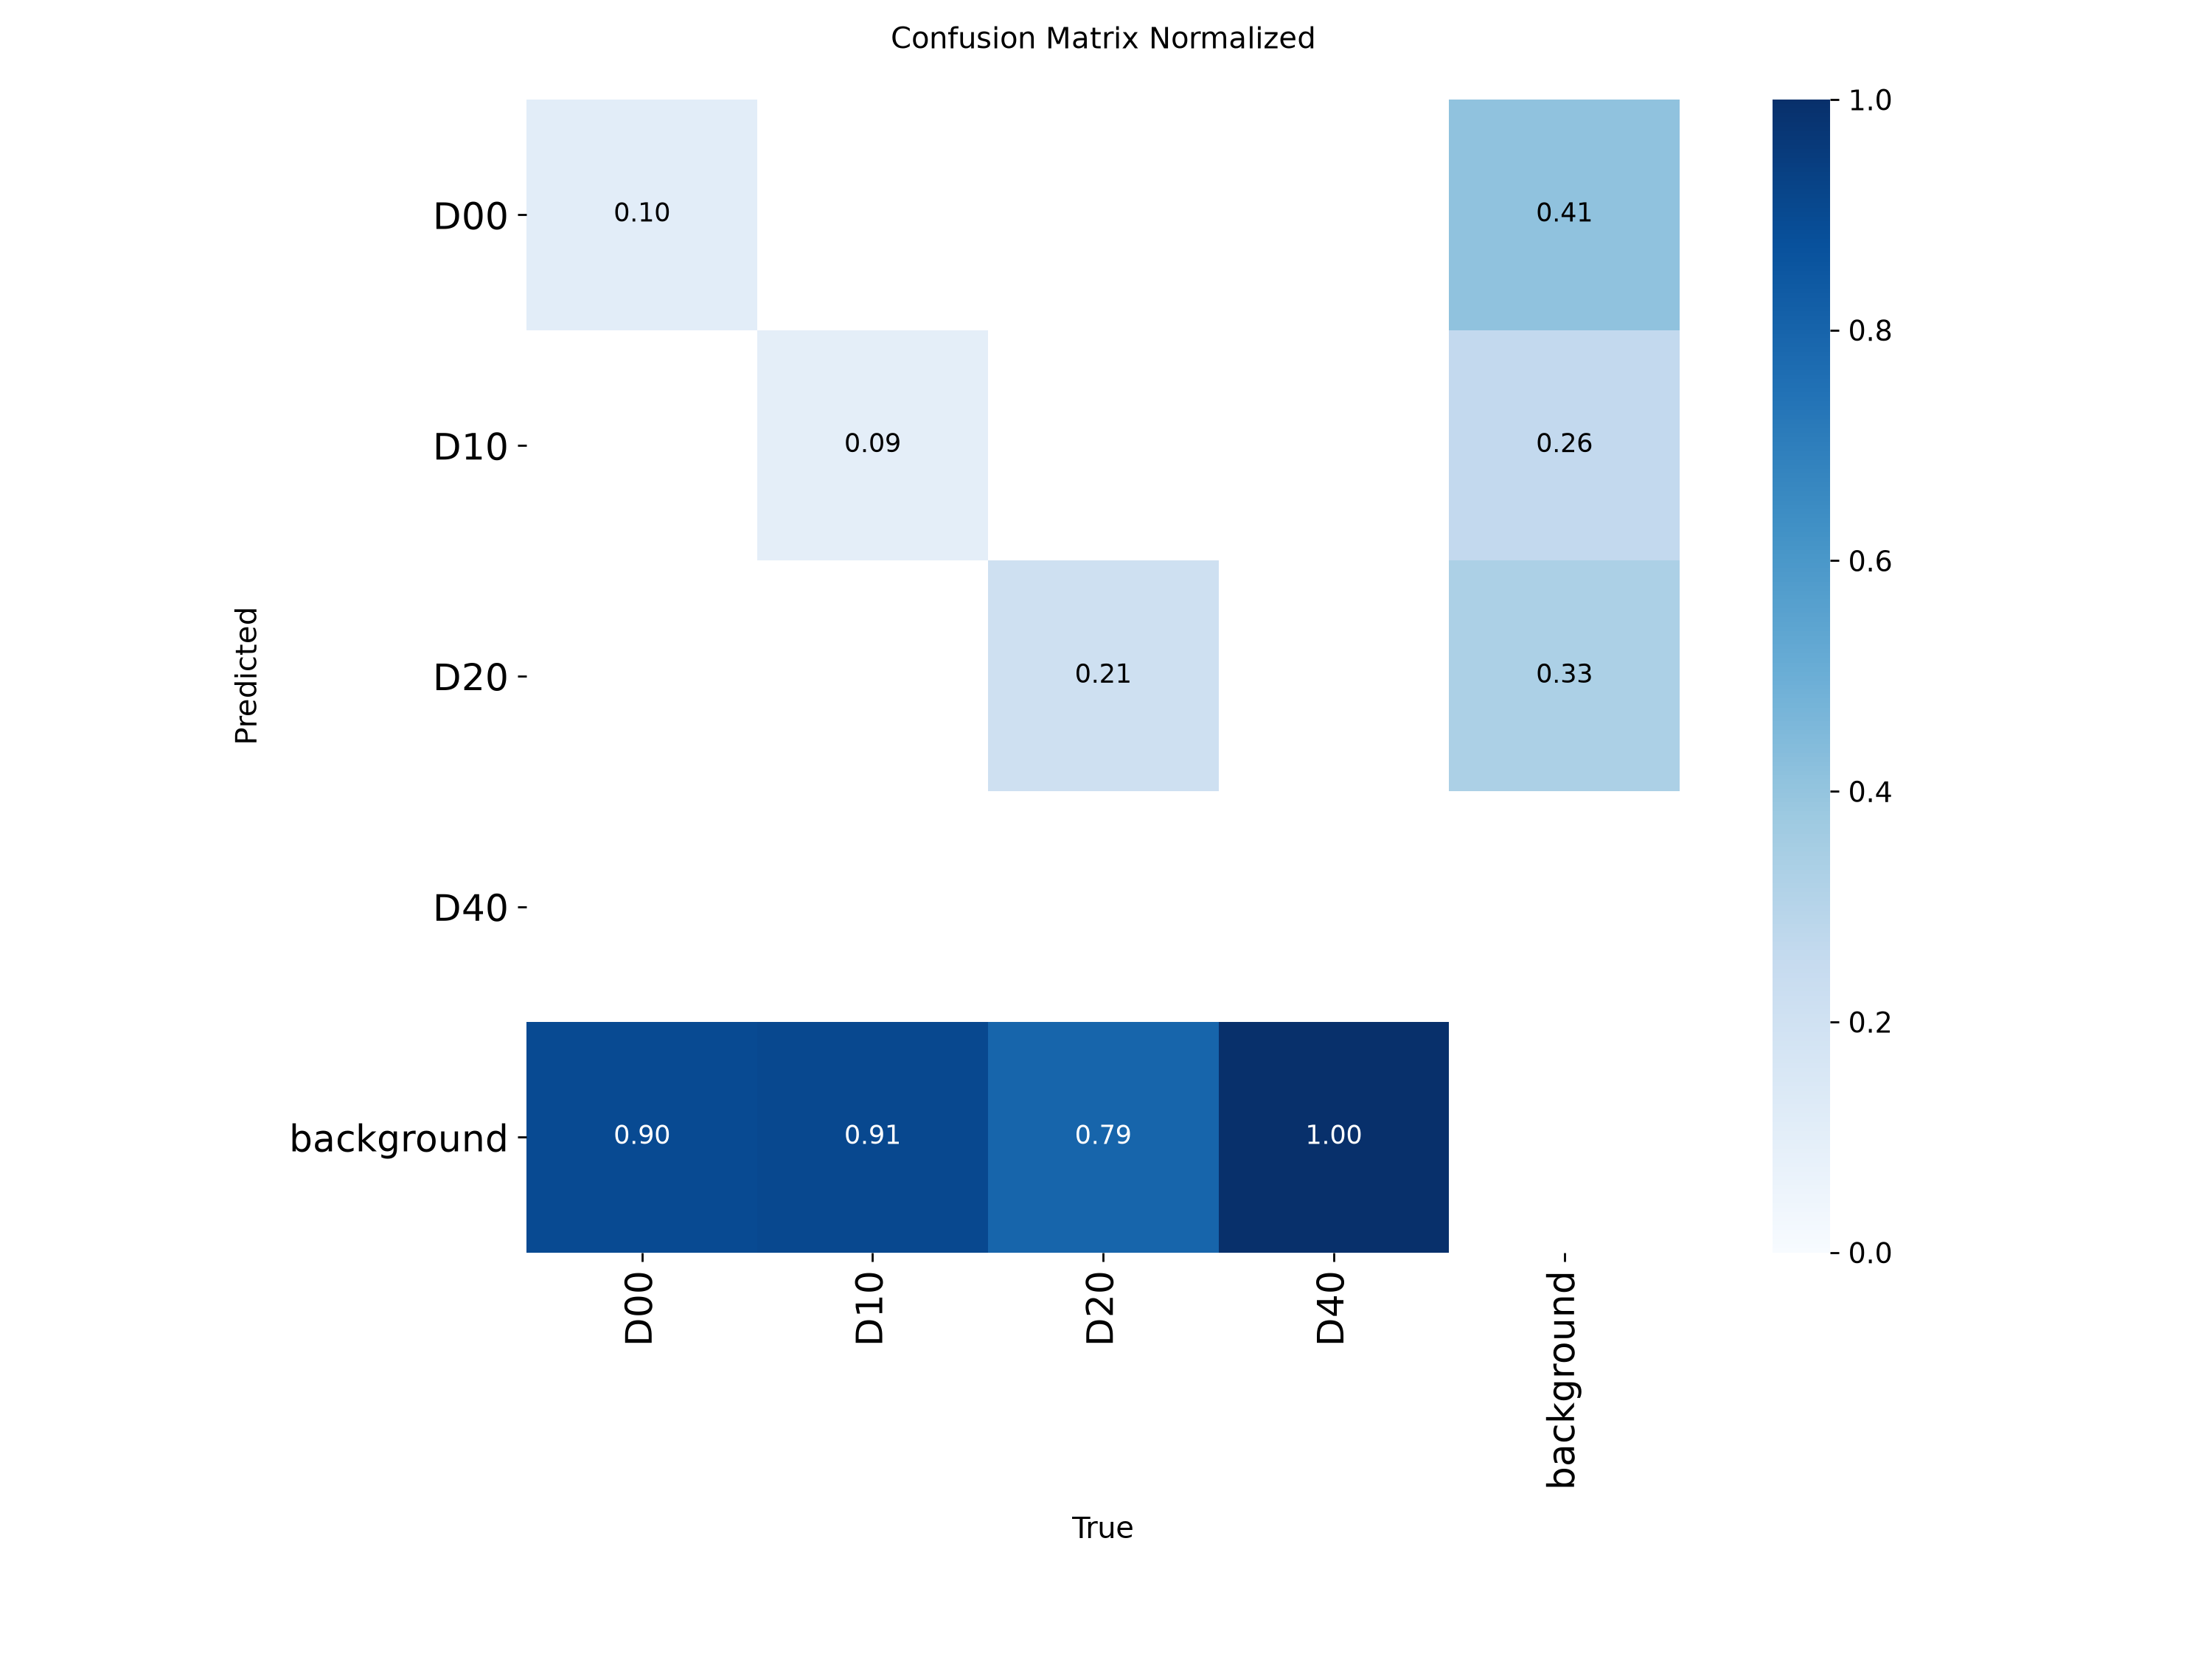 Confusion Matrix Normalized
D00
0.10
0.41
D10
0.09
0.26
D20
0.21
0.33
D40
background
0.90
0.91
0.79
1.00
Predicted
D00
D10
D20
D40
background
True
1.0
0.8
0.6
0.4
0.2
0.0